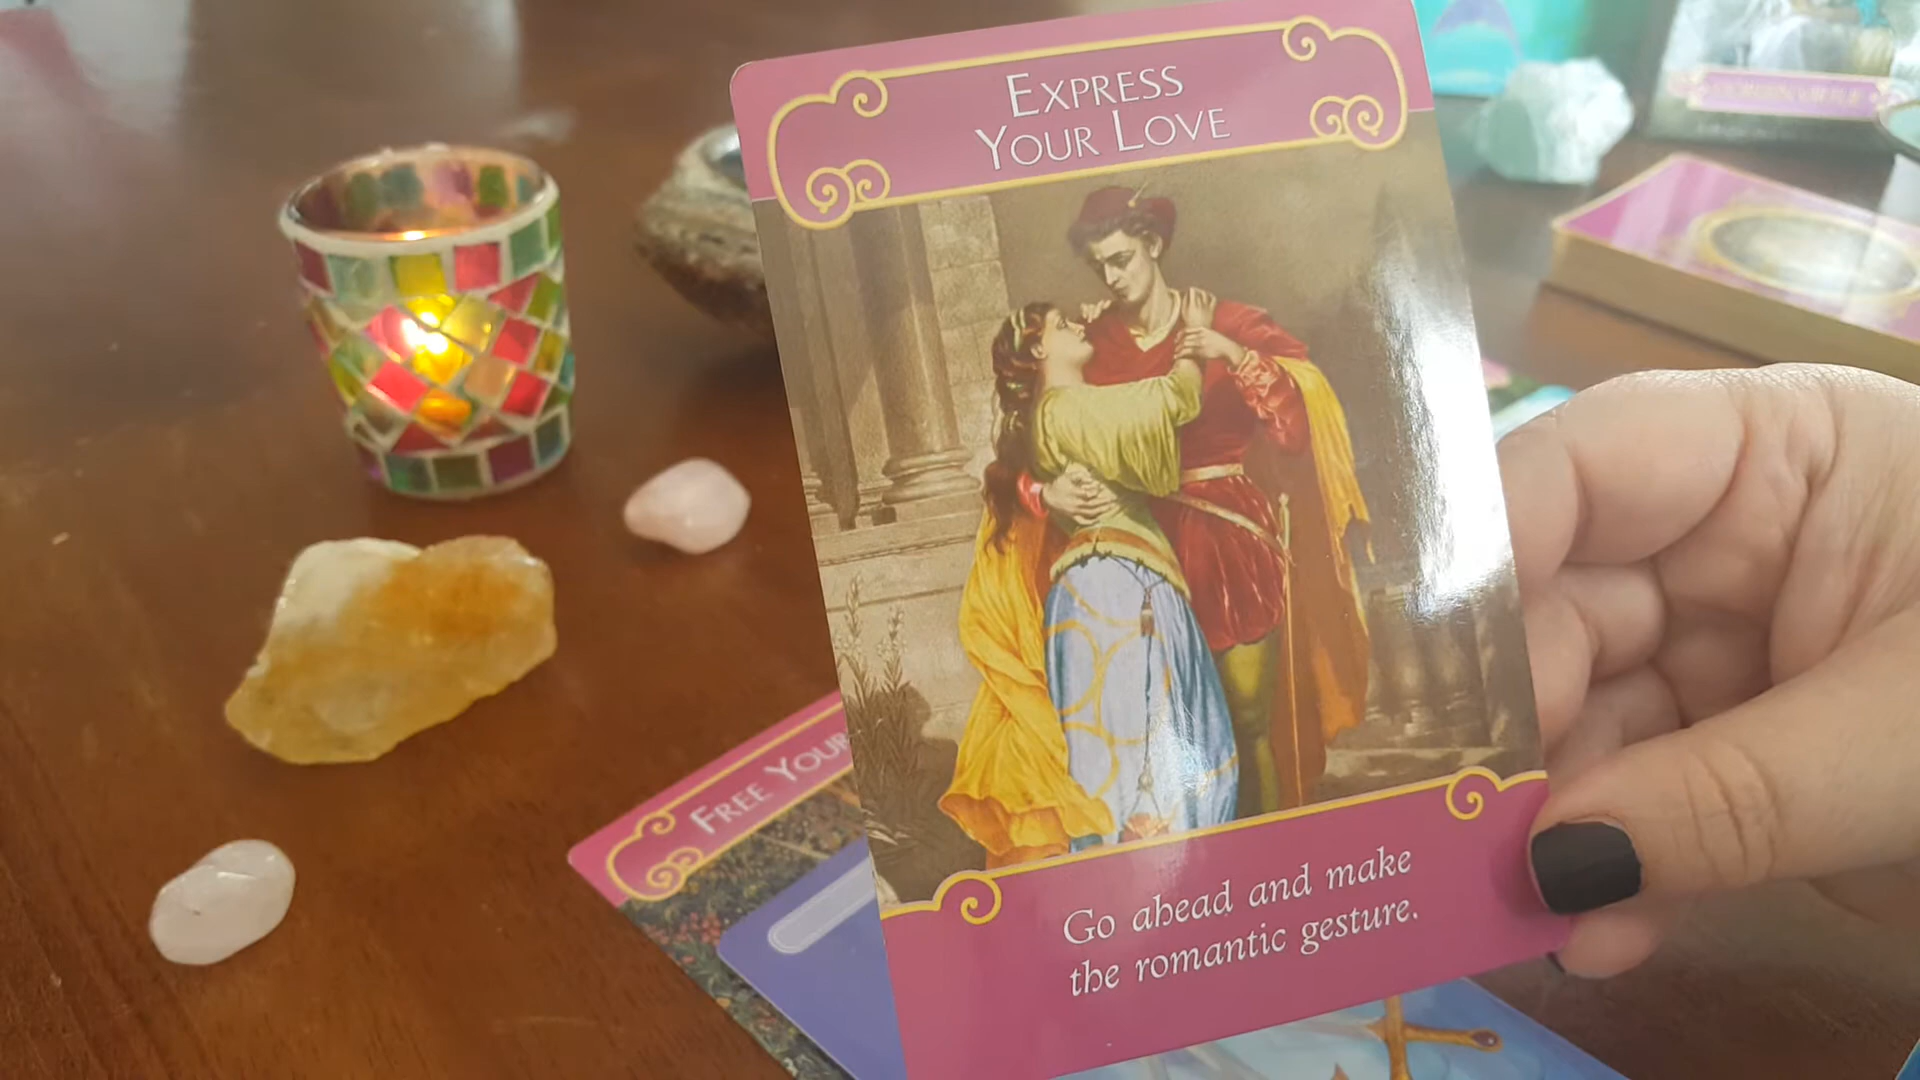 Express
Your Love
Go ahead and make
the romantic gesture.
Free Your